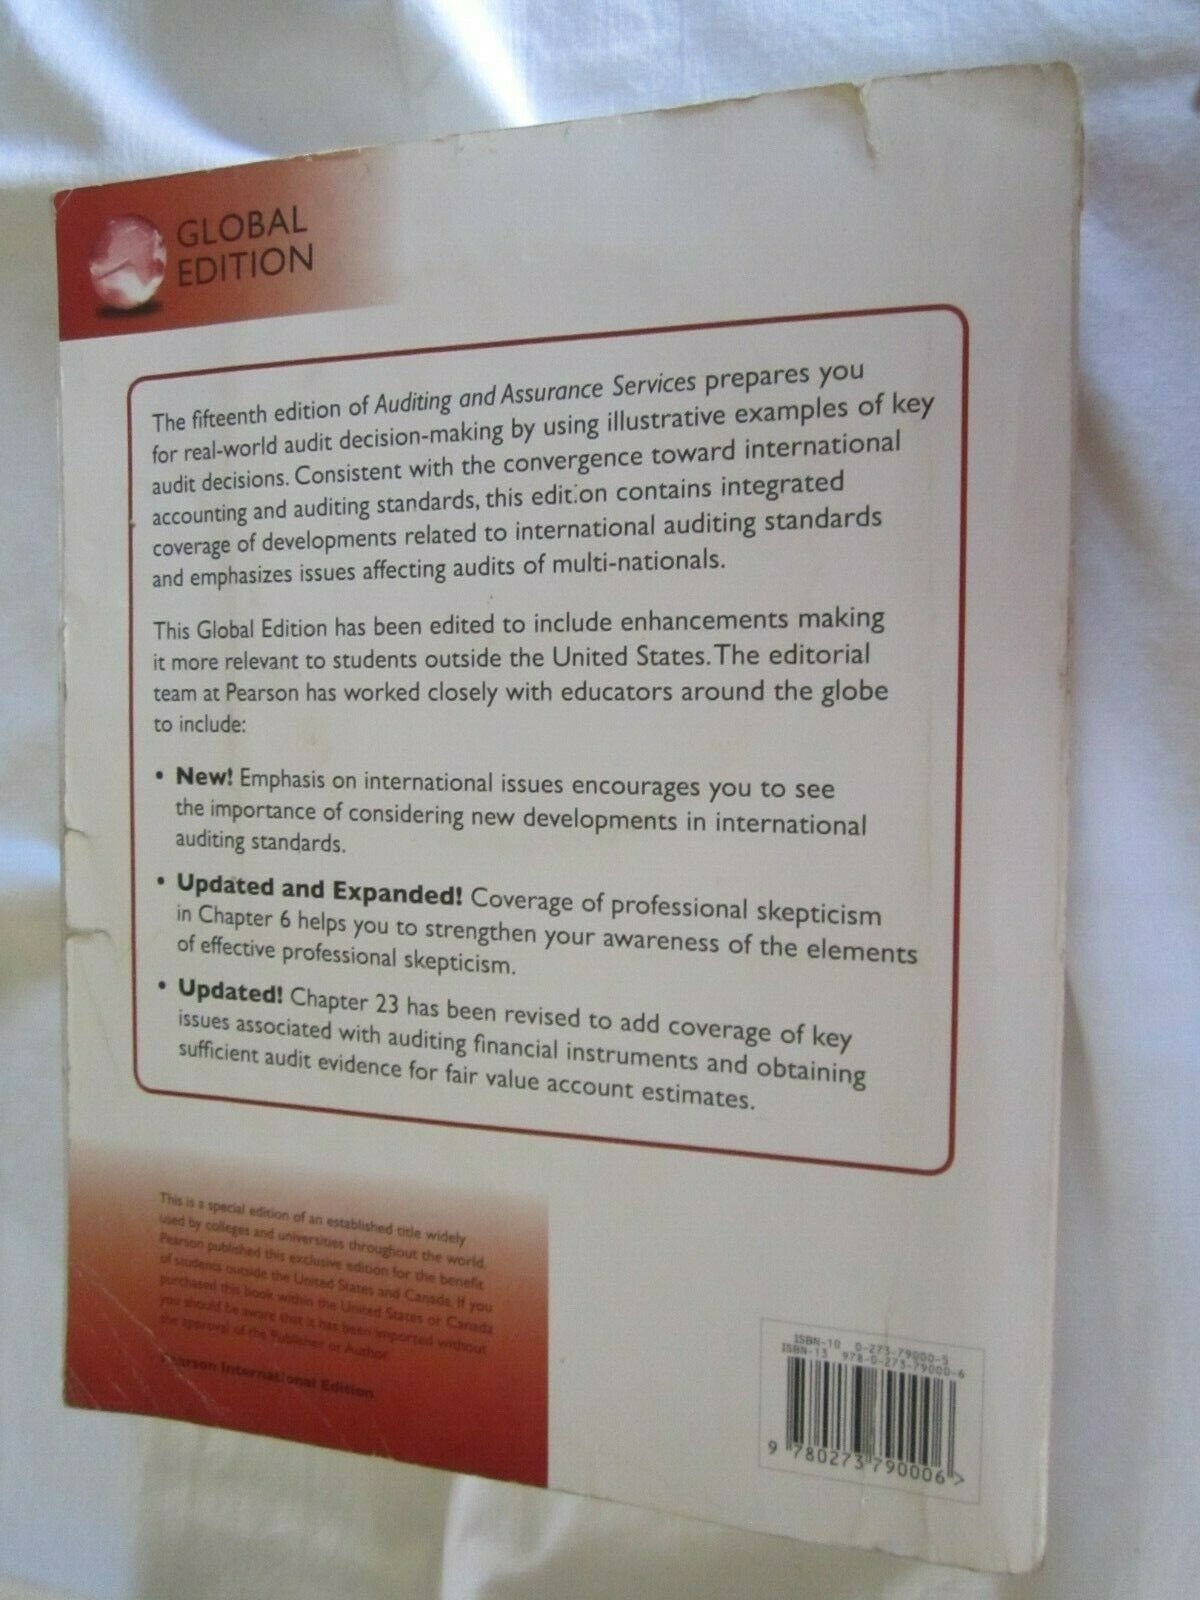 GLOBAL
EDITION
The fifteenth edition of Auditing and Assurance Services prepares you
for real-world audit decision-making by using illustrative examples of key
audit decisions. Consistent with the convergence toward international
accounting and auditing standards, this edition contains integrated
coverage of developments related to international auditing standards
and emphasizes issues affecting audits of multi-nationals.
This Global Edition has been edited to include enhancements making
it more relevant to students outside the United States. The editorial
team at Pearson has worked closely with educators around the globe
to include:
• New! Emphasis on international issues encourages you to see
the importance of considering new developments in international
auditing standards.
• Updated and Expanded! Coverage of professional skepticism
in Chapter 6 helps you to strengthen your awareness of the elements
of effective professional skepticism.
• Updated! Chapter 23 has been revised to add coverage of key
issues associated with auditing financial instruments and obtaining
sufficient audit evidence for fair value account estimates.
This is a special edition of an established title widely
used by colleges and universities throughout the world.
Pearson published this exclusive edition for the benefit
of students outside the United States and Canada. If you
purchased this book within the United States or Canada
you should be aware that it has been imported without
the approval of the Publisher or Author.
Pearson International Edition
ISBN-10 0-273-79000-5
ISBN-13 978-0-273-79000-6
9 780273 790006 >